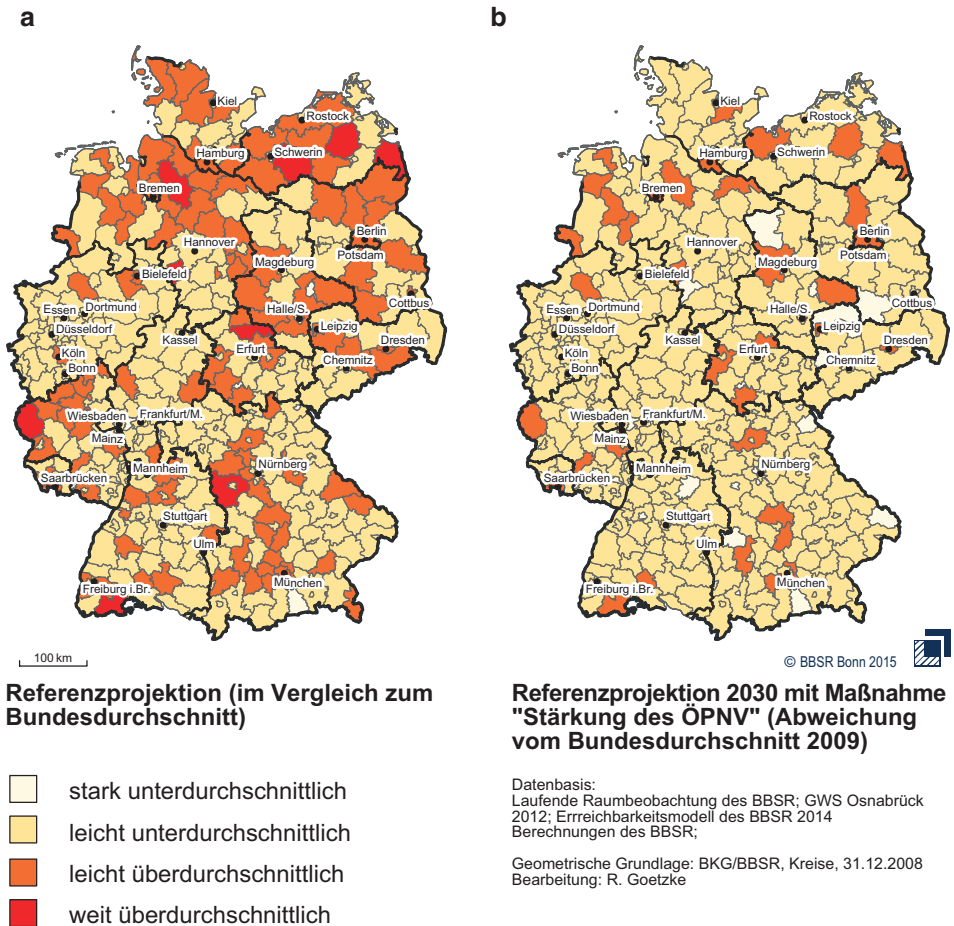 a
b
Kiel
Rostock
Hamburg
Schwerin
Bremen
Berlin
Hannover
Potsdam
Bielefeld
Magdeburg
Essen
Dortmund
Halle/S.
Cottbus
Düsseldorf
Kassel
Leipzig
Dresden
Köln
Erfurt
Chemnitz
Bonn
Wiesbaden
Frankfurt/M.
Mainz
Mannheim
Nürnberg
Saarbrücken
Stuttgart
Ulm
München
Freiburg i.Br.
Kiel
Rostock
Hamburg
Schwerin
Bremen
Berlin
Hannover
Potsdam
Bielefeld
Magdeburg
Essen
Dortmund
Halle/S.
Cottbus
Düsseldorf
Kassel
Leipzig
Dresden
Köln
Erfurt
Chemnitz
Bonn
Wiesbaden
Frankfurt/M.
Mainz
Mannheim
Nürnberg
Saarbrücken
Stuttgart
Ulm
München
Freiburg i.Br.
100 km
© BBSR Bonn 2015
Referenzprojektion (im Vergleich zum
Bundesdurchschnitt)
stark unterdurchschnittlich
leicht unterdurchschnittlich
leicht überdurchschnittlich
weit überdurchschnittlich
Referenzprojektion 2030 mit Maßnahme
"Stärkung des ÖPNV" (Abweichung
vom Bundesdurchschnitt 2009)
Datenbasis:
Laufende Raumbeobachtung des BBSR; GWS Osnabrück
2012; Errreichbarkeitsmodell des BBSR 2014
Berechnungen des BBSR;
Geometrische Grundlage: BKG/BBSR, Kreise, 31.12.2008
Bearbeitung: R. Goetzke